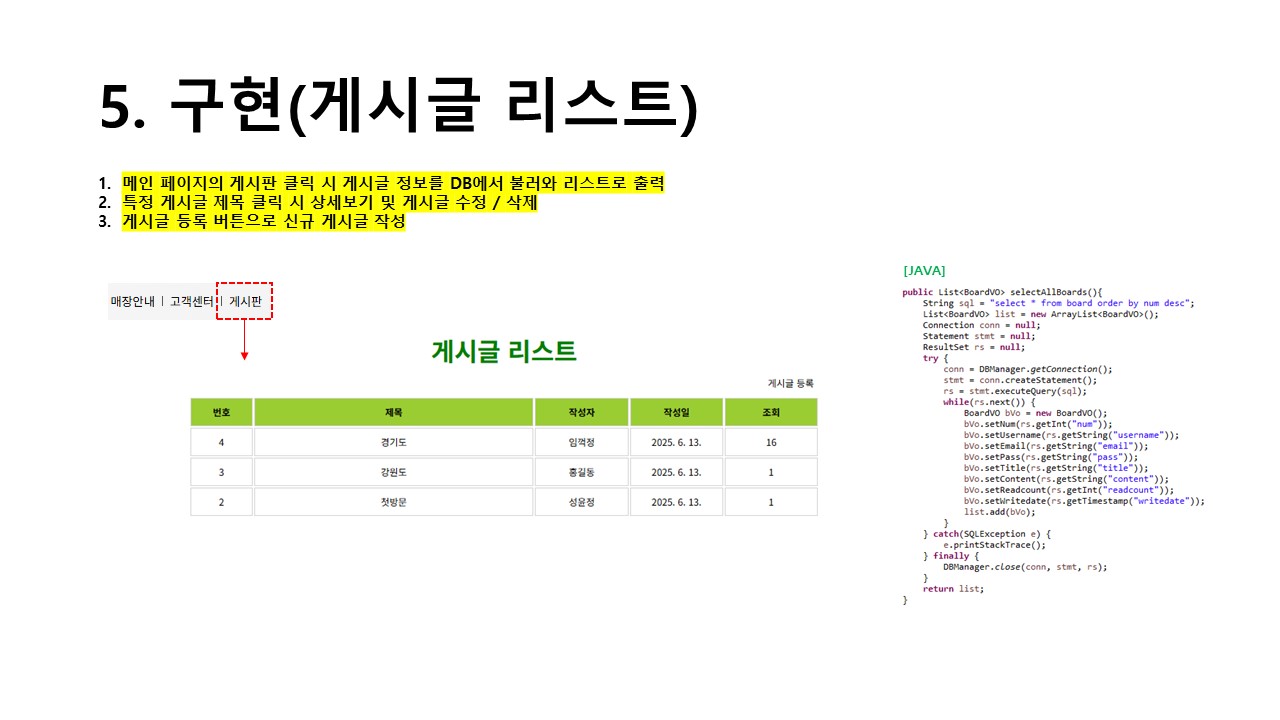 5. 구현(게시글 리스트)
1. 메인 페이지의 게시판 클릭 시 게시글 정보를 DB에서 불러와 리스트로 출력
2. 특정 게시글 제목 클릭 시 상세보기 및 게시글 수정 / 삭제
3. 게시글 등록 버튼으로 신규 게시글 작성
매장안내 | 고객센터 | 게시판
게시글 리스트
게시글 등록
번호 제목 작성자 작성일 조회
4 경기도 임꺽정 2025. 6. 13. 16
3 강원도 홍길동 2025. 6. 13. 1
2 첫방문 성윤정 2025. 6. 13. 1
[JAVA]
public List<BoardVO> selectAllBoards(){
    String sql = "select * from board order by num desc";
    List<BoardVO> list = new ArrayList<BoardVO>();
    Connection conn = null;
    Statement stmt = null;
    ResultSet rs = null;
    try {
        conn = DBManager.getConnection();
        stmt = conn.createStatement();
        rs = stmt.executeQuery(sql);
        while(rs.next()) {
            BoardVO bVo = new BoardVO();
            bVo.setNum(rs.getInt("num"));
            bVo.setUsername(rs.getString("username"));
            bVo.setEmail(rs.getString("email"));
            bVo.setPass(rs.getString("pass"));
            bVo.setTitle(rs.getString("title"));
            bVo.setContent(rs.getString("content"));
            bVo.setReadcount(rs.getInt("readcount"));
            bVo.setWritedate(rs.getTimestamp("writedate"));
            list.add(bVo);
        }
    } catch(SQLException e) {
        e.printStackTrace();
    } finally {
        DBManager.close(conn, stmt, rs);
    }
    return list;
}